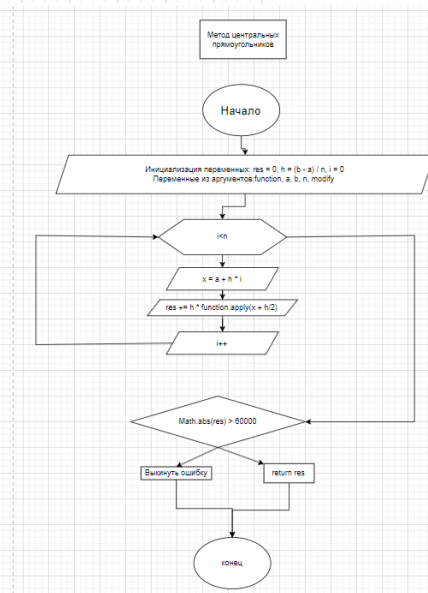 Метод центральных
прямоугольников
Начало
Инициализация переменных: res = 0, h = (b - a) / n, i = 0
Переменные из аргументов:function, a, b, n, modify
i<n
x = a + h * i
res += h * function.apply(x + h/2)
i++
Math.abs(res) > 60000
Выкинуть ошибку
return res
конец